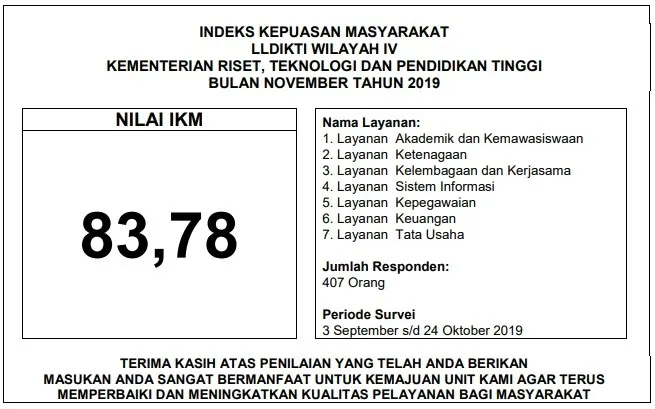 INDEKS KEPUASAN MASYARAKAT
LLDIKTI WILAYAH IV
KEMENTERIAN RISET, TEKNOLOGI DAN PENDIDIKAN TINGGI
BULAN NOVEMBER TAHUN 2019
NILAI IKM
83,78
Nama Layanan:
1. Layanan Akademik dan Kemawasiswaan
2. Layanan Ketenagaan
3. Layanan Kelembagaan dan Kerjasama
4. Layanan Sistem Informasi
5. Layanan Kepegawaian
6. Layanan Keuangan
7. Layanan Tata Usaha
Jumlah Responden:
407 Orang
Periode Survei
3 September s/d 24 Oktober 2019
TERIMA KASIH ATAS PENILAIAN YANG TELAH ANDA BERIKAN
MASUKAN ANDA SANGAT BERMANFAAT UNTUK KEMAJUAN UNIT KAMI AGAR TERUS
MEMPERBAIKI DAN MENINGKATKAN KUALITAS PELAYANAN BAGI MASYARAKAT